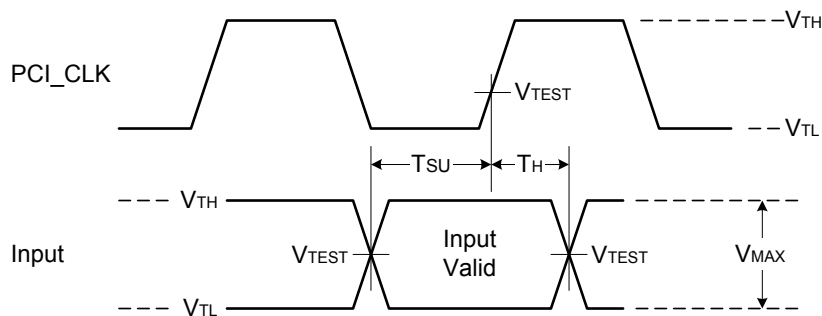 VTH
PCI_CLK
VTEST
VTL
TSU
TH
VTH
Input
VTEST
Input
Valid
VTEST
VMAX
VTL